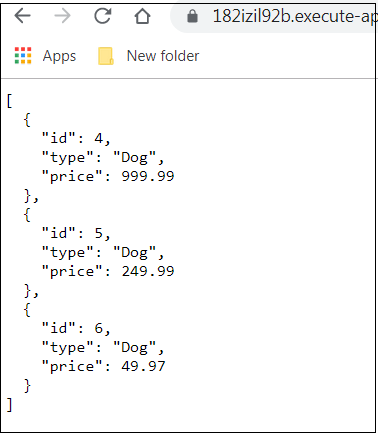 182izil92b.execute-ap
Apps New folder
[
  {
    "id": 4,
    "type": "Dog",
    "price": 999.99
  },
  {
    "id": 5,
    "type": "Dog",
    "price": 249.99
  },
  {
    "id": 6,
    "type": "Dog",
    "price": 49.97
  }
]